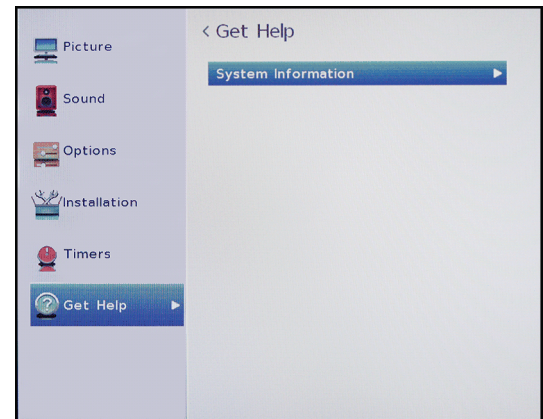 Picture
Sound
Options
Installation
Timers
Get Help
< Get Help
System Information